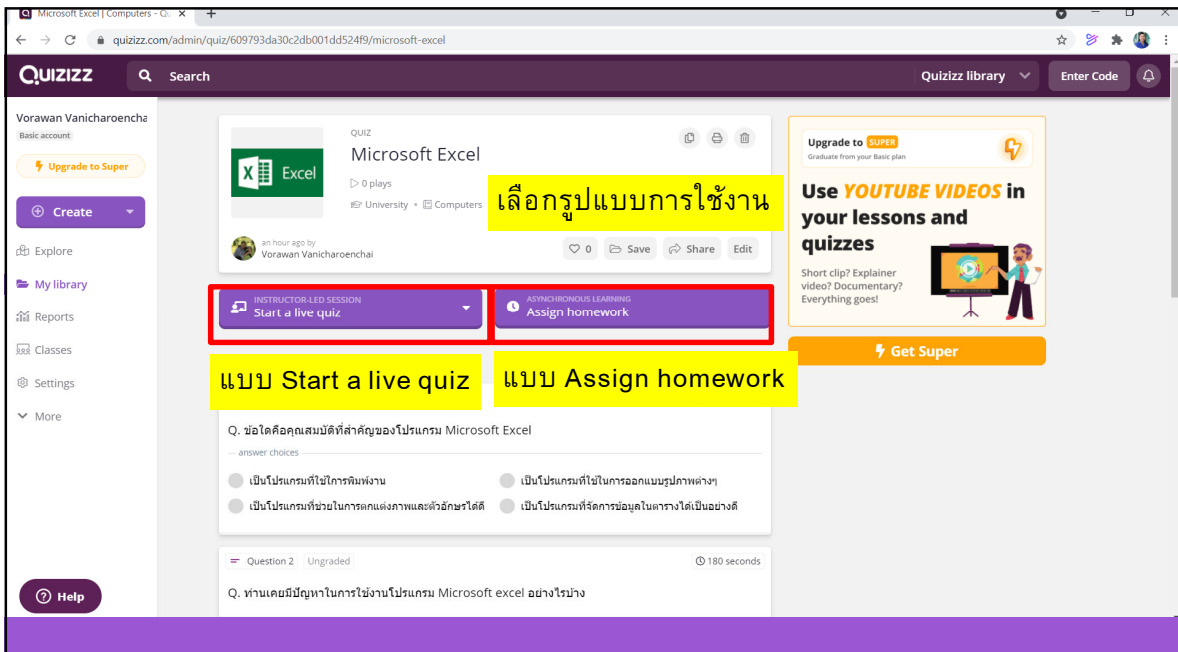 Microsoft Excel | Computers - Qu
quizizz.com/admin/quiz/609793da30c2db001dd524f9/microsoft-excel
QUIZIZZ
Search
Quizizz library
Enter Code
Vorawan Vanicharoencha
Basic account
Upgrade to Super
Create
Explore
My library
Reports
Classes
Settings
More
Help
QUIZ
Microsoft Excel
Excel
0 plays
University • Computers
เลือกรูปแบบการใช้งาน
an hour ago by
Vorawan Vanicharoenchai
0 Save Share Edit
INSTRUCTOR-LED SESSION
Start a live quiz
ASYNCHRONOUS LEARNING
Assign homework
แบบ Start a live quiz
แบบ Assign homework
Q. ข้อใดคือคุณสมบัติที่สำคัญของโปรแกรม Microsoft Excel
answer choices
เป็นโปรแกรมที่ใช้ใการพิมพ์งาน
เป็นโปรแกรมที่ใช้ในการออกแบบรูปภาพต่างๆ
เป็นโปรแกรมที่ช่วยในการตกแต่งภาพและตัวอักษรได้ดี
เป็นโปรแกรมที่จัดการข้อมูลในตารางได้เป็นอย่างดี
Question 2 Ungraded
180 seconds
Q. ท่านเคยมีปัญหาในการใช้งานโปรแกรม Microsoft excel อย่างไรบ้าง
Upgrade to SUPER
Graduate from your Basic plan
Use YOUTUBE VIDEOS in
your lessons and
quizzes
Short clip? Explainer
video? Documentary?
Everything goes!
Get Super